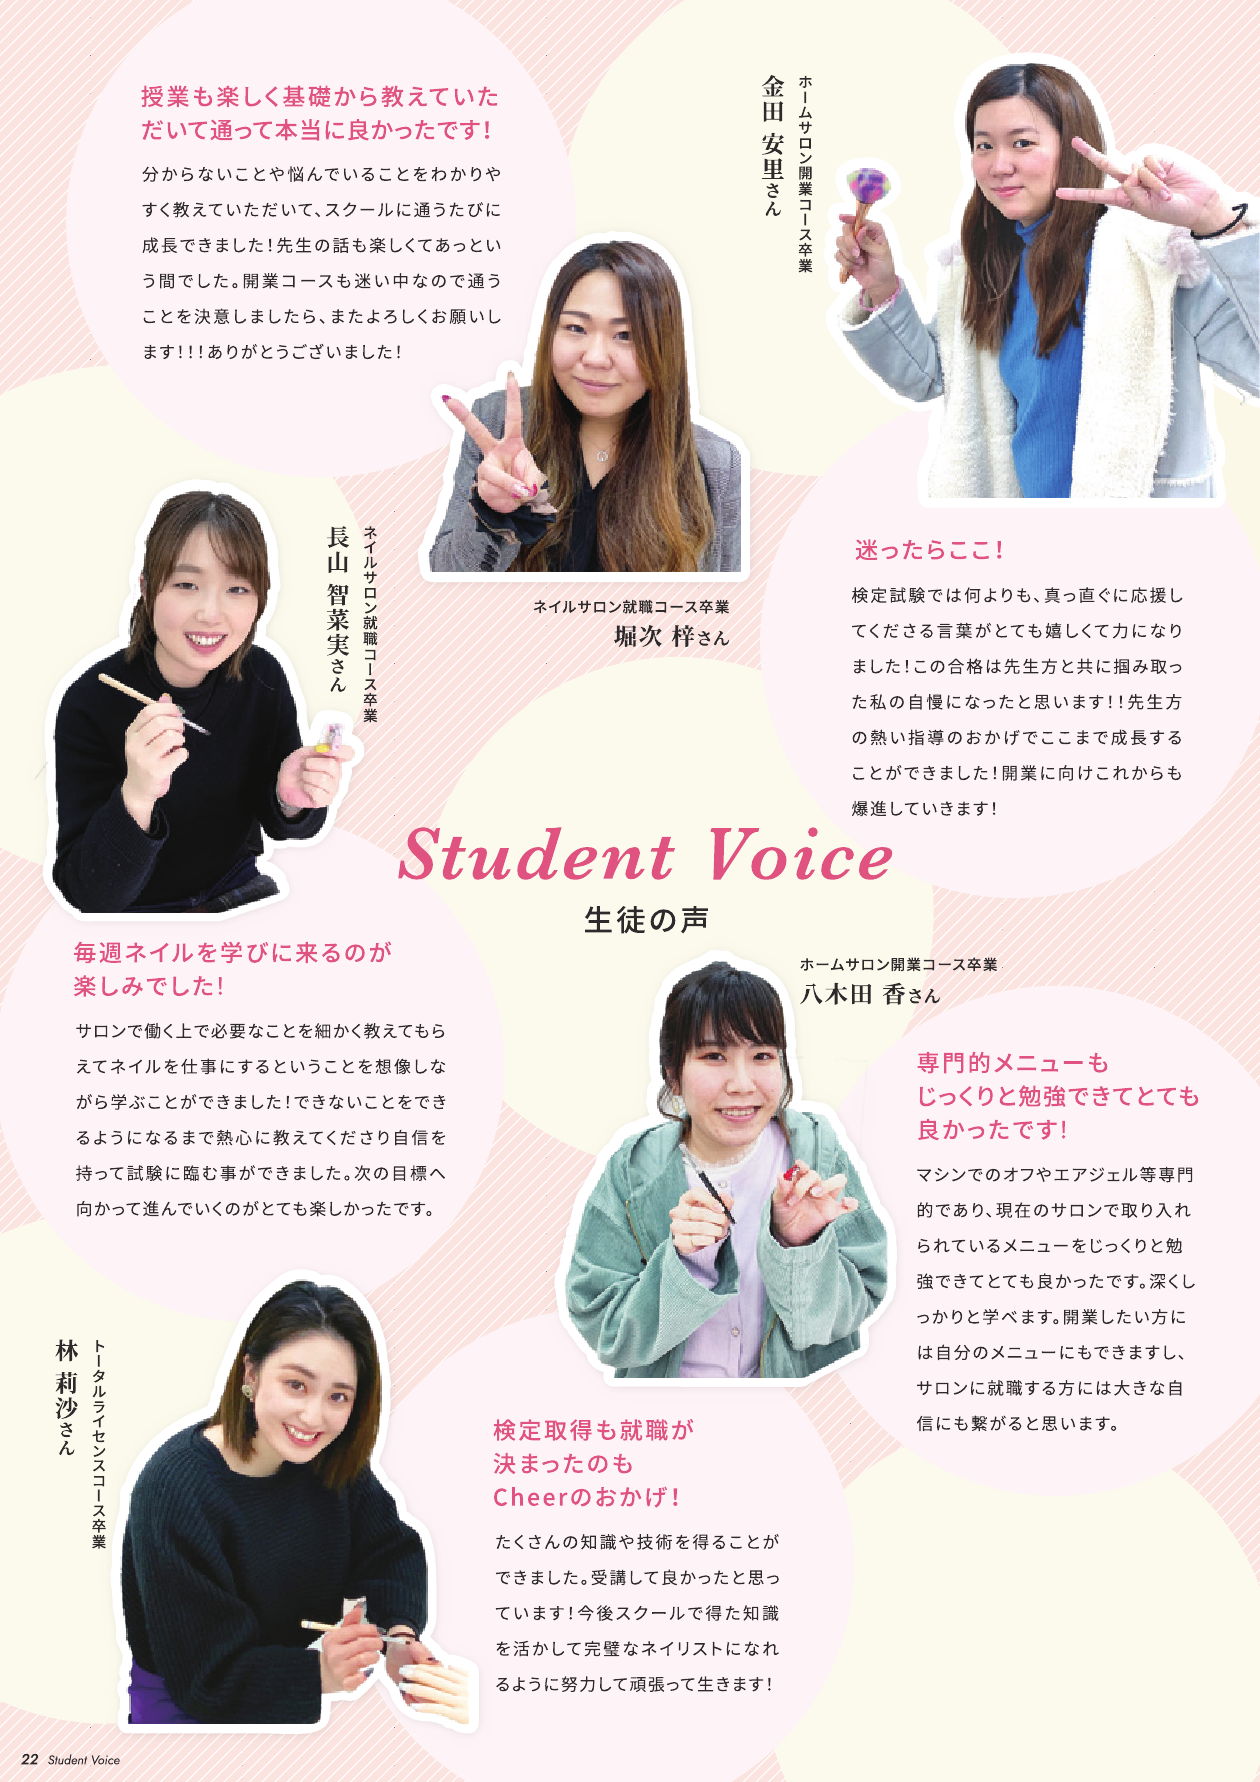 授業も楽しく基礎から教えていた
だいて通って本当に良かったです！
分からないことや悩んでいることをわかりや
すく教えていただいて、スクールに通うたびに
成長できました！先生の話も楽しくてあっとい
う間でした。開業コースも迷い中なので通う
ことを決意しましたら、またよろしくお願いし
ます！！！ありがとうございました！
ネイルサロン就職コース卒業
堀次 梓さん
ホームサロン開業コース卒業
金田 安里さん
迷ったらここ！
検定試験では何よりも、真っ直ぐに応援し
てくださる言葉がとても嬉しくて力になり
ました！この合格は先生方と共に掴み取っ
た私の自慢になったと思います！！先生方
の熱い指導のおかげでここまで成長する
ことができました！開業に向けこれからも
爆進していきます！
ネイルサロン就職コース卒業
長山 智菜実さん
Student Voice
生徒の声
毎週ネイルを学びに来るのが
楽しみでした！
サロンで働く上で必要なことを細かく教えてもら
えてネイルを仕事にするということを想像しな
がら学ぶことができました！できないことをでき
るようになるまで熱心に教えてくださり自信を
持って試験に臨む事ができました。次の目標へ
向かって進んでいくのがとても楽しかったです。
ホームサロン開業コース卒業
八木田 香さん
専門的メニューも
じっくりと勉強できてとても
良かったです！
マシンでのオフやエアジェル等専門
的であり、現在のサロンで取り入れ
られているメニューをじっくりと勉
強できてとても良かったです。深くし
っかりと学べます。開業したい方に
は自分のメニューにもできますし、
サロンに就職する方には大きな自
信にも繋がると思います。
トータルライセンスコース卒業
林 莉沙さん
検定取得も就職が
決まったのも
Cheerのおかげ！
たくさんの知識や技術を得ることが
できました。受講して良かったと思っ
ています！今後スクールで得た知識
を活かして完璧なネイリストになれ
るように努力して頑張って生きます！
22 Student Voice